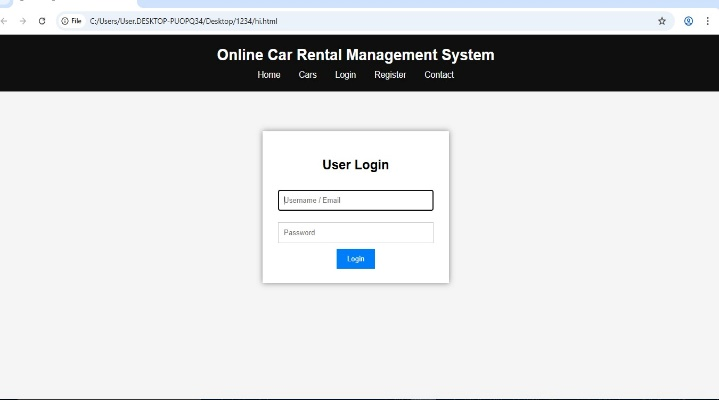 File C:/Users/User.DESKTOP-PUOPQ34/Desktop/1234/hi.html
Online Car Rental Management System
Home Cars Login Register Contact
User Login
Username / Email
Password
Login